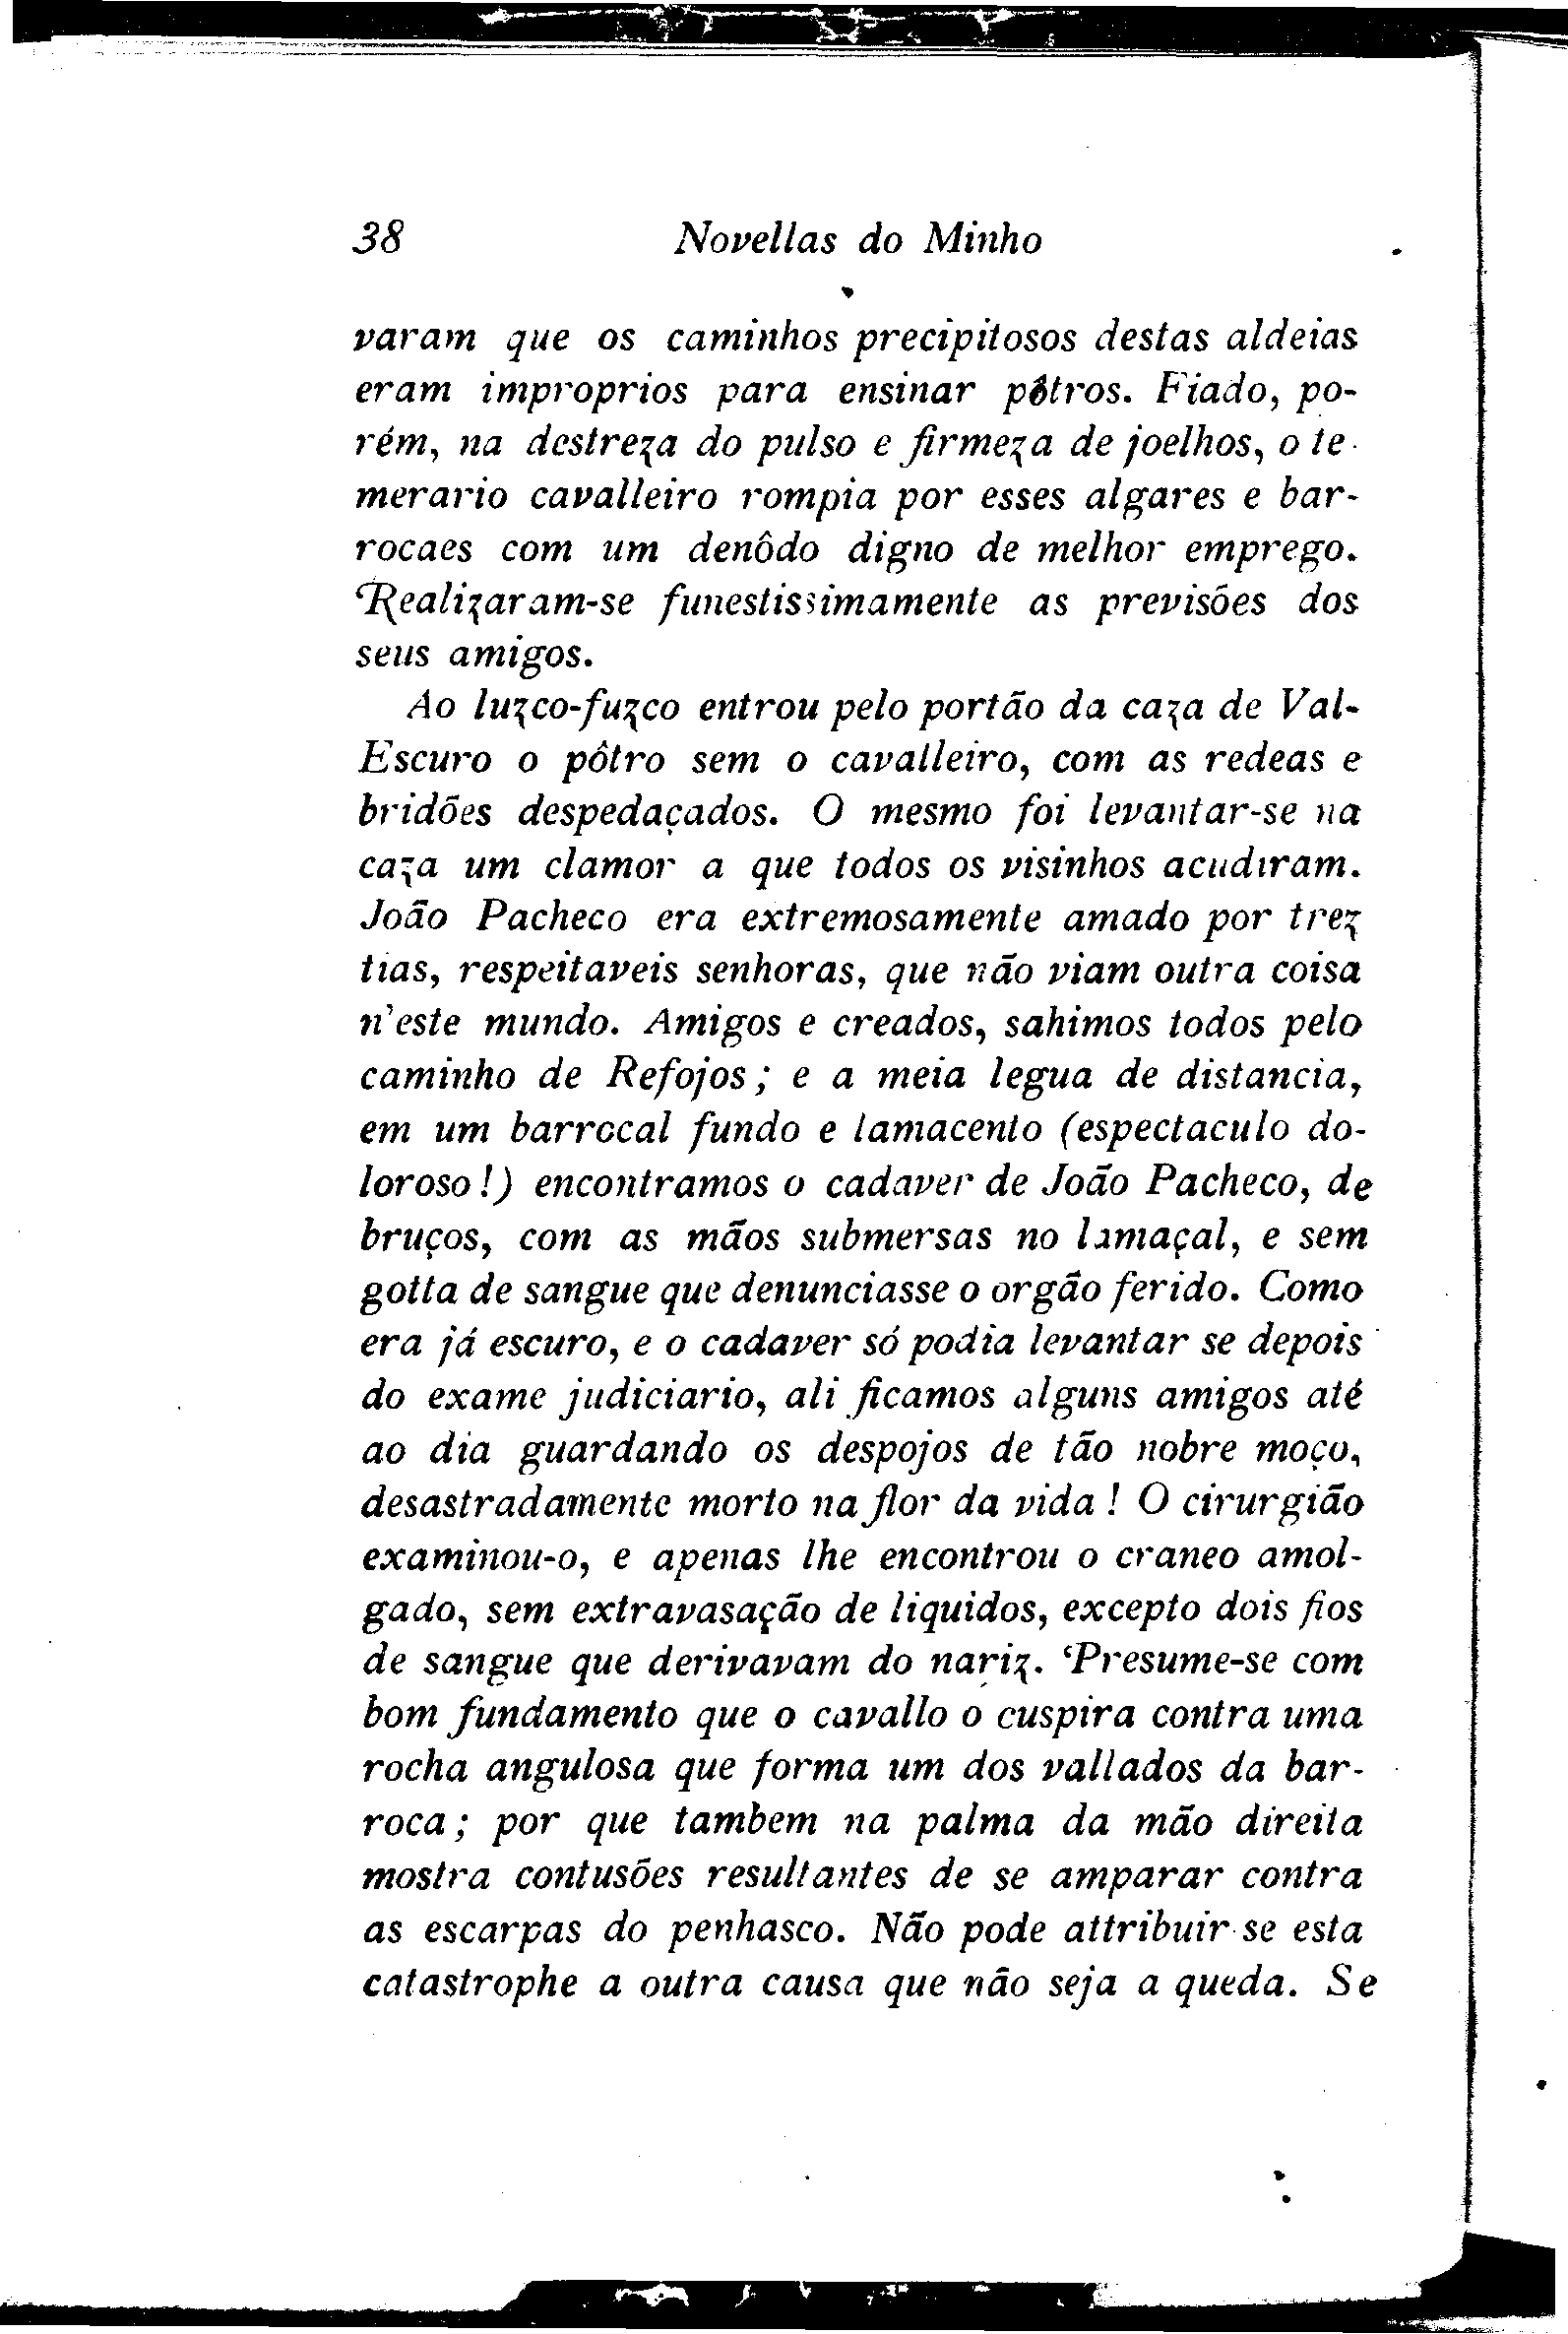 38 Novellas do Minho
varam que os caminhos precipitosos destas aldeias
eram improprios para ensinar pôtros. Fiado, po-
rém, na destreza do pulso e firmeza de joelhos, o te-
merario cavalleiro rompia por esses algares e bar-
rocaes com um denôdo digno de melhor emprego.
Realizaram-se funestissimamente as previsões dos
seus amigos.
Ao luzco-fuzco entrou pelo portão da caza de Val-
Escuro o pôtro sem o cavalleiro, com as redeas e
bridões despedaçados. O mesmo foi levantar-se na
caza um clamor a que todos os visinhos acudiram.
João Pacheco era extremosamente amado por trez
tias, respeitaveis senhoras, que não viam outra coisa
n'este mundo. Amigos e creados, sahimos todos pelo
caminho de Refojos; e a meia legua de distancia,
em um barrocal fundo e lamacento (espectaculo do-
loroso!) encontramos o cadaver de João Pacheco, de
bruços, com as mãos submersas no lamaçal, e sem
gotta de sangue que denunciasse o orgão ferido. Como
era já escuro, e o cadaver só podia levantar se depois
do exame judiciario, ali ficamos alguns amigos até
ao dia guardando os despojos de tão nobre moço,
desastradamente morto na flor da vida! O cirurgião
examinou-o, e apenas lhe encontrou o craneo amol-
gado, sem extravasação de liquidos, excepto dois fios
de sangue que derivavam do nariz. Presume-se com
bom fundamento que o cavallo o cuspira contra uma
rocha angulosa que forma um dos vallados da bar-
roca; por que tambem na palma da mão direita
mostra contusões resultantes de se amparar contra
as escarpas do penhasco. Não pode attribuir-se esta
catastrophe a outra causa que não seja a queda. Se